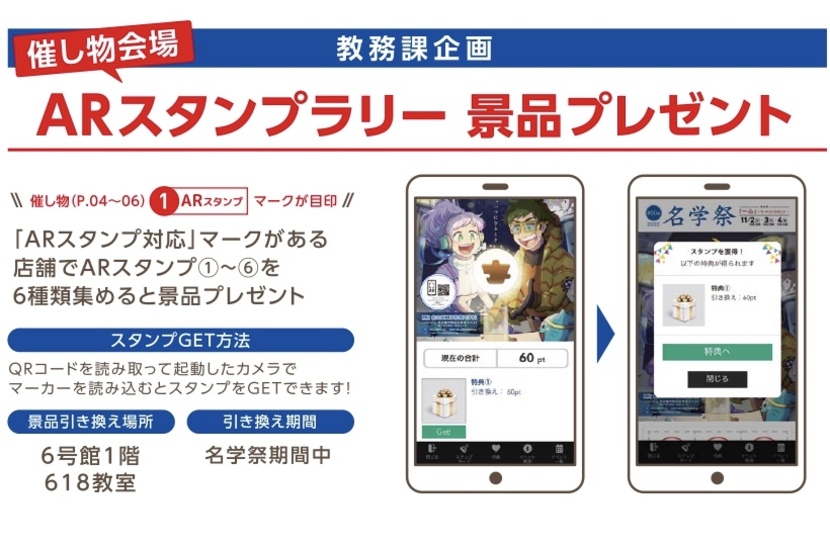 催し物会場
教務課企画
ARスタンプラリー 景品プレゼント
催し物(P.04〜06) 1 ARスタンプ マークが目印
「ARスタンプ対応」マークがある
店舗でARスタンプ①〜⑥を
6種類集めると景品プレゼント
スタンプGET方法
QRコードを読み取って起動したカメラで
マーカーを読み込むとスタンプをGETできます!
景品引き換え場所
6号館1階
618教室
引き換え期間
名学祭期間中
現在の合計 60 pt
特典①
引き換え: 60pt
Get
名学祭
11/2 3 4
スタンプを獲得!
以下の特典が得られます
特典①
引き換え:60pt
特典へ
閉じる